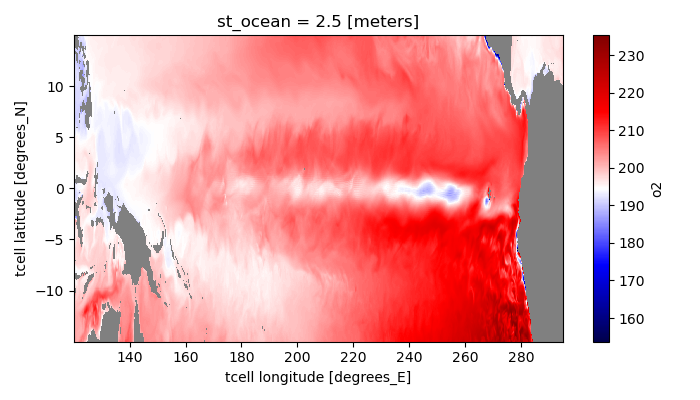 st_ocean = 2.5 [meters]
10
5
0
−5
−10
tcell latitude [degrees_N]
140 160 180 200 220 240 260 280
tcell longitude [degrees_E]
230
220
210
200
190
180
170
160
o2